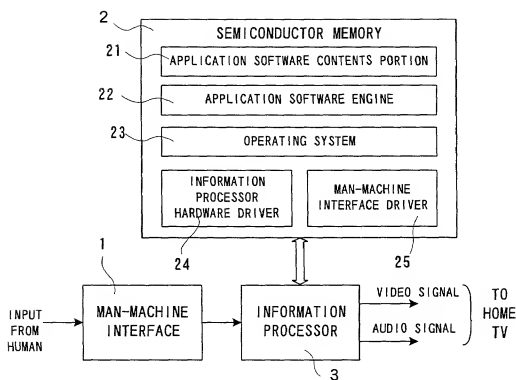 2
SEMICONDUCTOR MEMORY
21
APPLICATION SOFTWARE CONTENTS PORTION
22
APPLICATION SOFTWARE ENGINE
23
OPERATING SYSTEM
INFORMATION
PROCESSOR
HARDWARE DRIVER
24
MAN-MACHINE
INTERFACE DRIVER
25
1
INPUT
FROM
HUMAN
MAN-MACHINE
INTERFACE
INFORMATION
PROCESSOR
3
VIDEO SIGNAL
AUDIO SIGNAL
TO
HOME
TV